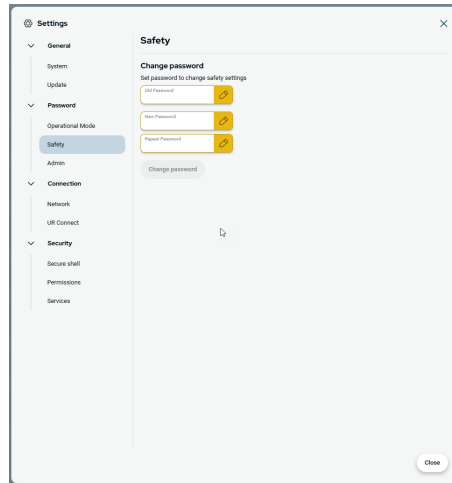 Settings
General
System
Update
Password
Operational Mode
Safety
Admin
Connection
Network
UR Connect
Security
Secure shell
Permissions
Services
Safety
Change password
Set password to change safety settings
Old Password
New Password
Repeat Password
Change password
Close